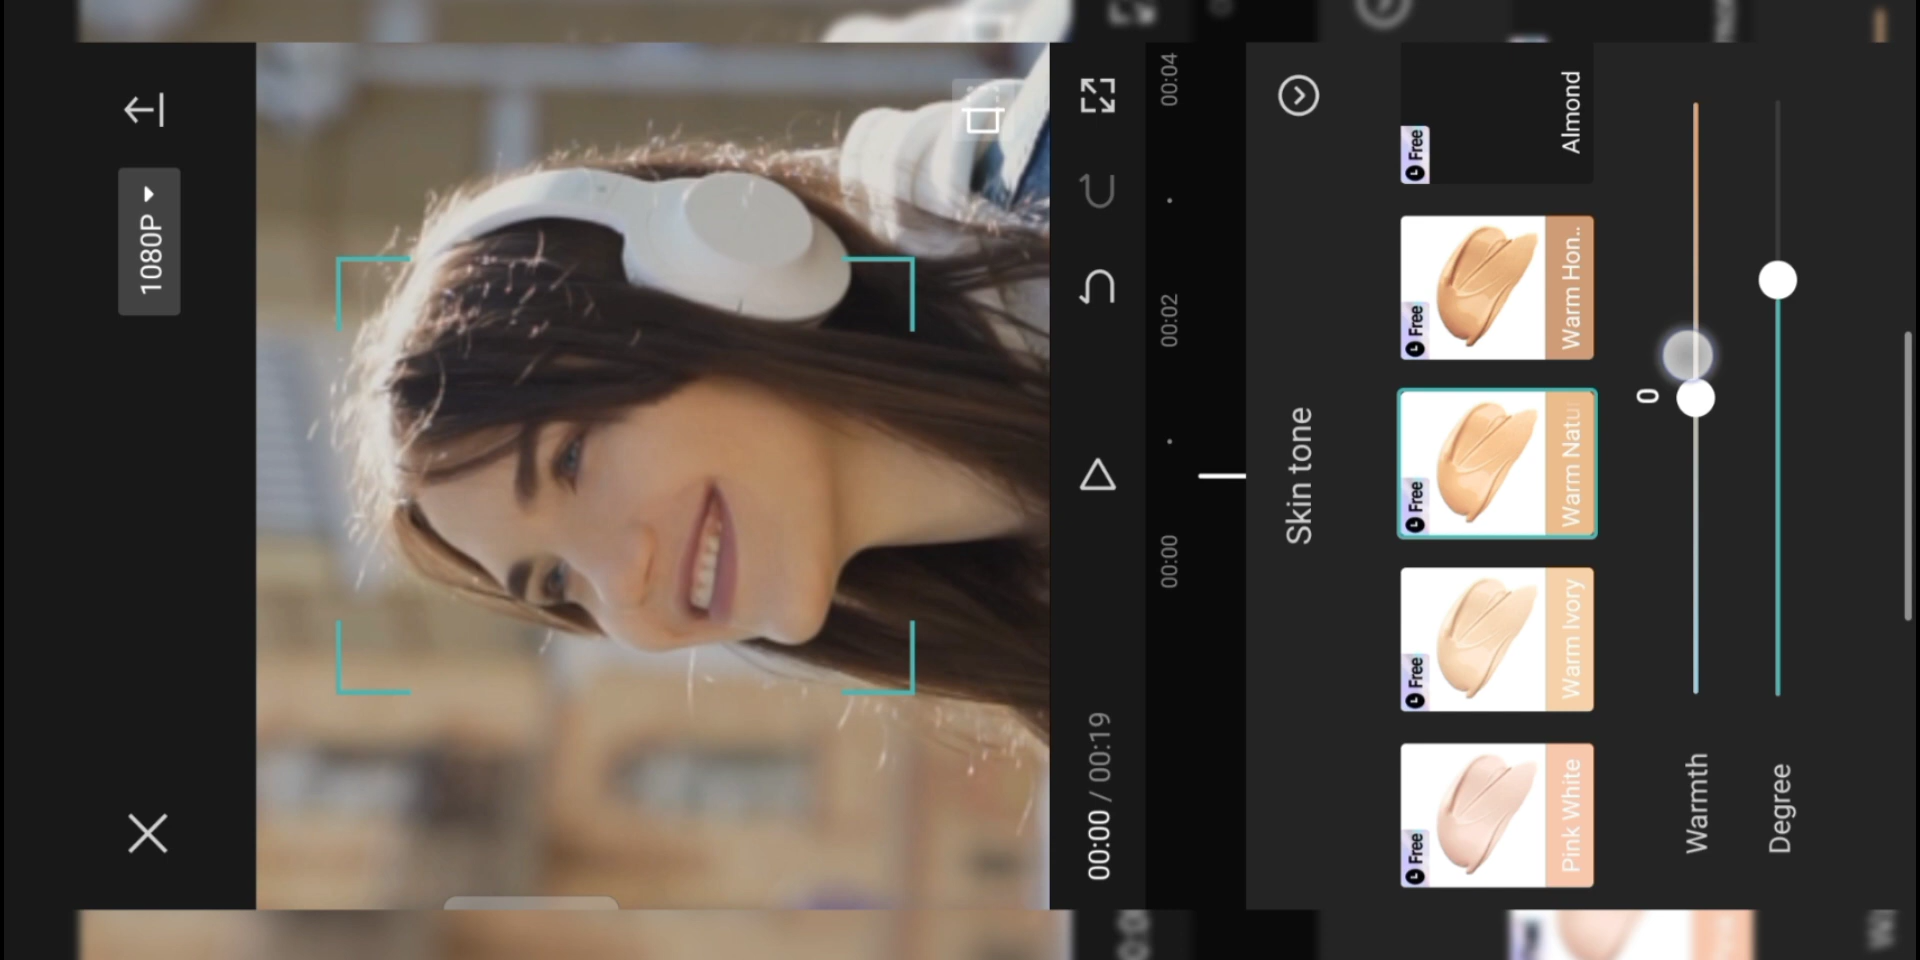 1080P
00:00 / 00:19
00:00
00:02
00:04
Skin tone
Free
Pink White
Free
Warm Ivory
Free
Warm Natu
Free
Warm Hon..
Free
Almond
0
Warmth
Degree